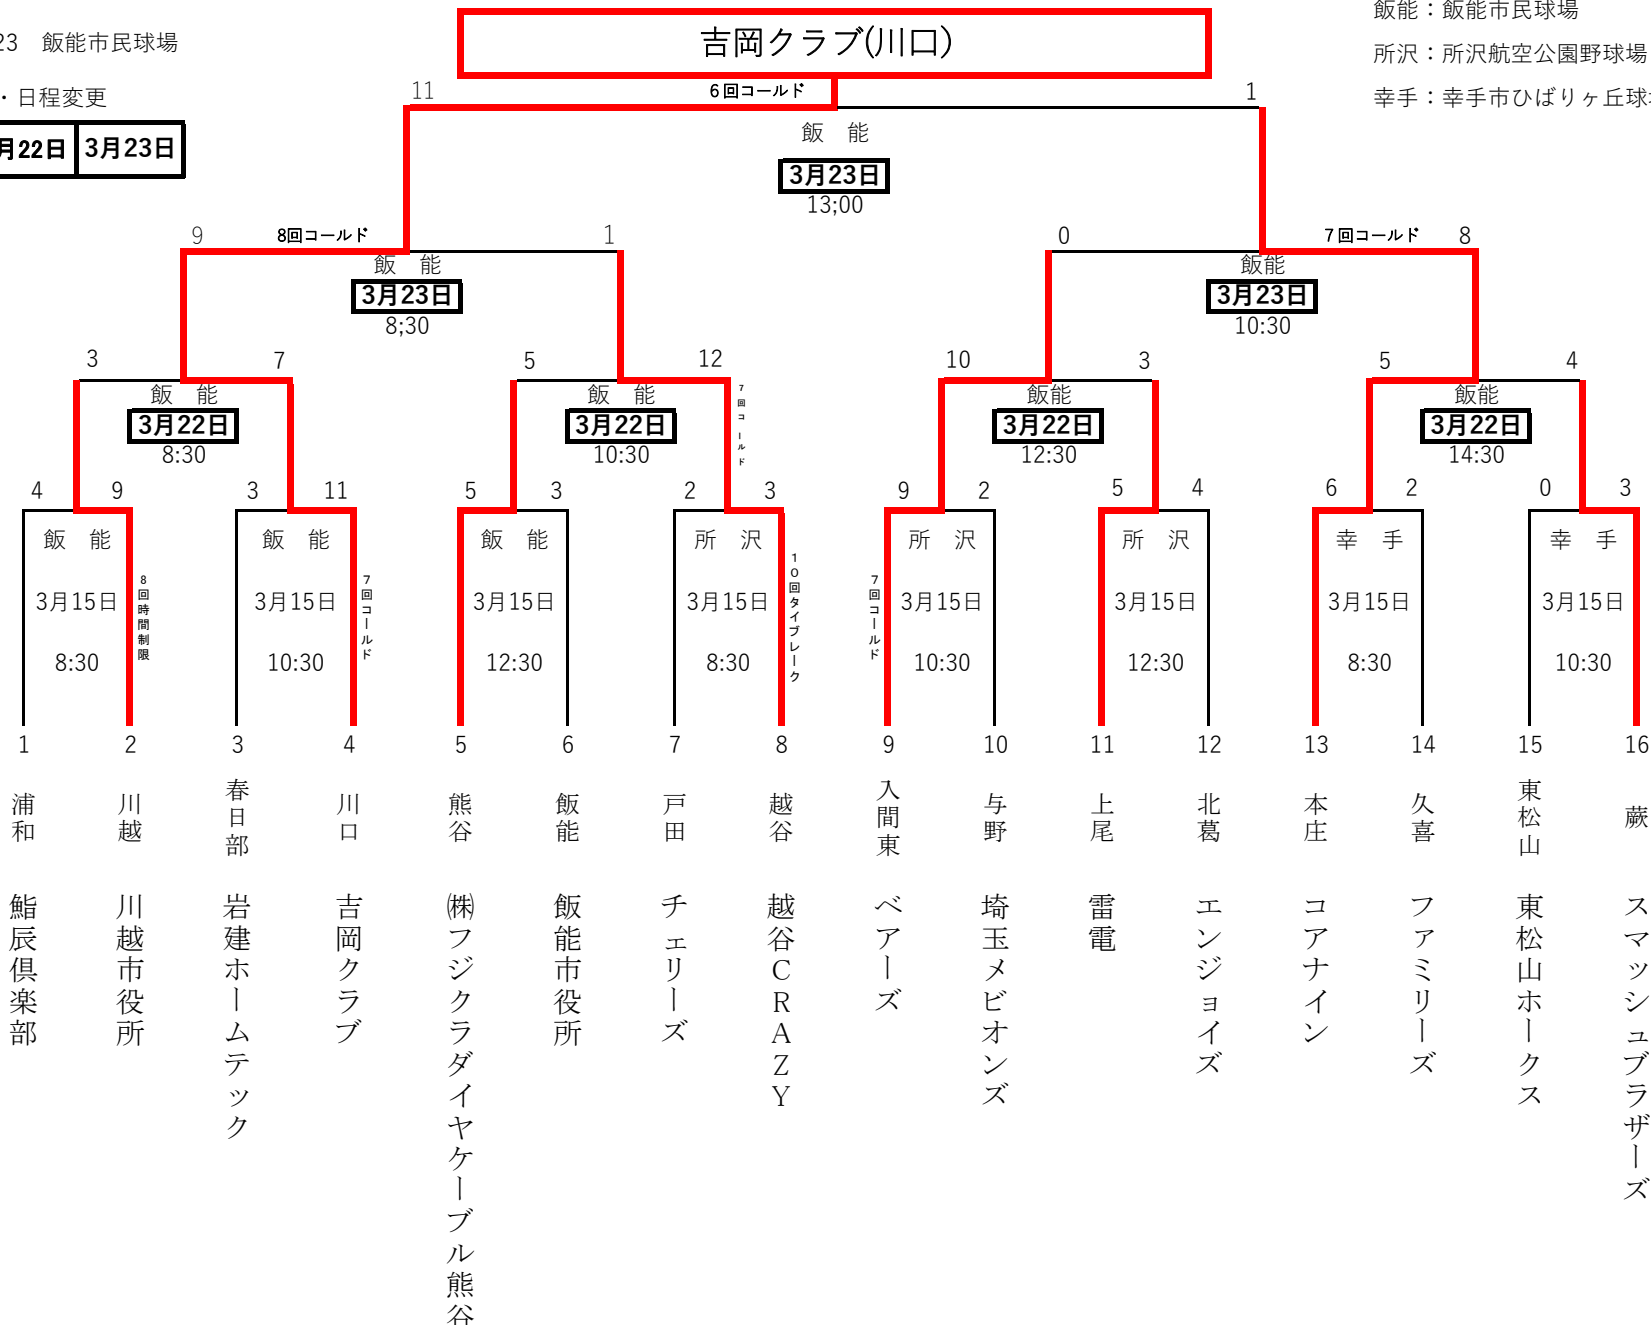 吉岡クラブ(川口)
23 飯能市民球場
・日程変更
月22日 3月23日
飯能：飯能市民球場
所沢：所沢航空公園野球場
幸手：幸手市ひばりヶ丘球
11 6回コールド 1
飯 能
3月23日
13;00
9 8回コールド 1
飯 能
3月23日
8;30
0 7回コールド 8
飯能
3月23日
10:30
3 7
飯 能
3月22日
8:30
5 12
飯 能
3月22日
10:30
7回コールド
10 3
飯能
3月22日
12:30
5 4
飯能
3月22日
14:30
4 9
飯 能
3月15日
8:30
8回時間制限
3 11
飯 能
3月15日
10:30
7回コールド
5 3
飯 能
3月15日
12:30
2 3
所 沢
3月15日
8:30
10回タイブレーク
9 2
所 沢
3月15日
10:30
7回コールド
5 4
所 沢
3月15日
12:30
6 2
幸 手
3月15日
8:30
0 3
幸 手
3月15日
10:30
1 浦和 鮨辰倶楽部
2 川越 川越市役所
3 春日部 岩建ホームテック
4 川口 吉岡クラブ
5 熊谷 ㈱フジクラダイヤケーブル熊谷
6 飯能 飯能市役所
7 戸田 チェリーズ
8 越谷 越谷CRAZY
9 入間東 ベアーズ
10 与野 埼玉メビオンズ
11 上尾 雷電
12 北葛 エンジョイズ
13 本庄 コアナイン
14 久喜 ファミリーズ
15 東松山 東松山ホークス
16 蕨 スマッシュブラザーズ